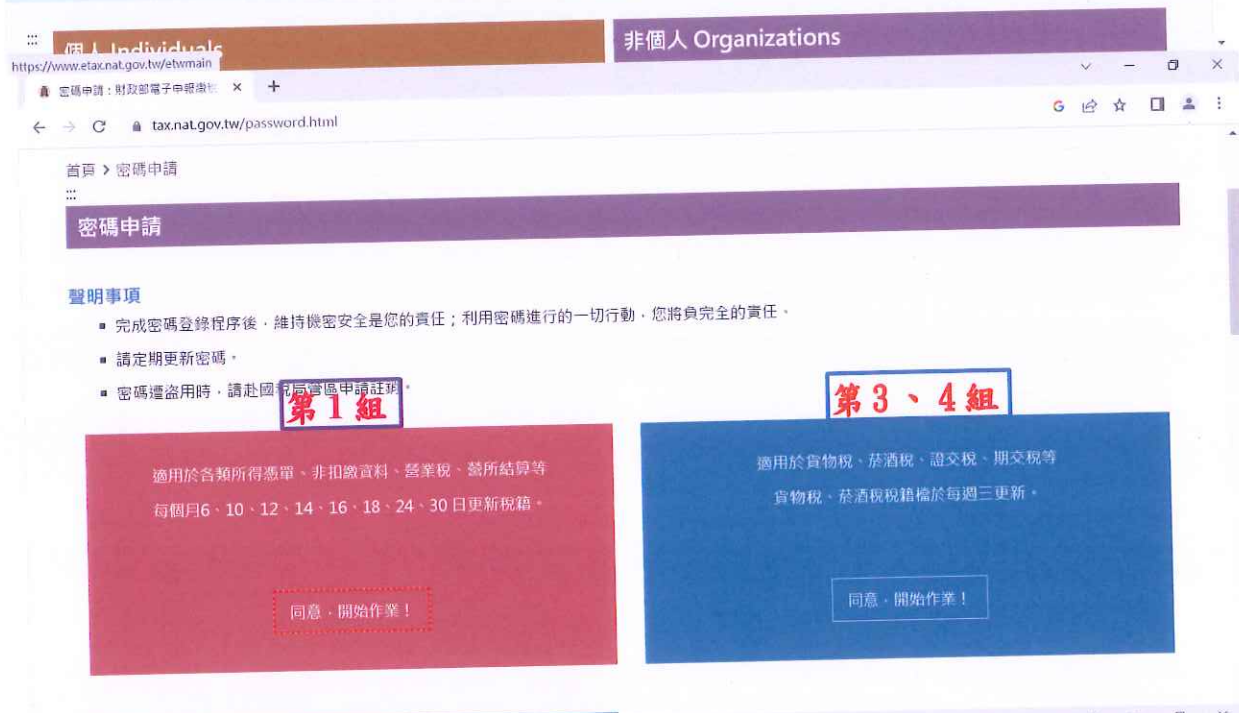 個人 Individuals
非個人 Organizations
https://www.etax.nat.gov.tw/etwmain
密碼申請：財政部電子申報繳
tax.nat.gov.tw/password.html
首頁 > 密碼申請
密碼申請
聲明事項
完成密碼登錄程序後，維持機密安全是您的責任；利用密碼進行的一切行動，您將負完全的責任。
請定期更新密碼。
密碼遭盜用時，請赴國稅局管區申請註銷。
第1組
適用於各類所得憑單、非扣繳資料、營業稅、營所結算等
每個月6、10、12、14、16、18、24、30 日更新稅籍。
同意，開始作業！
第3、4組
適用於貨物稅、菸酒稅、證交稅、期交稅等
貨物稅、菸酒稅稅籍檔於每週三更新。
同意，開始作業！